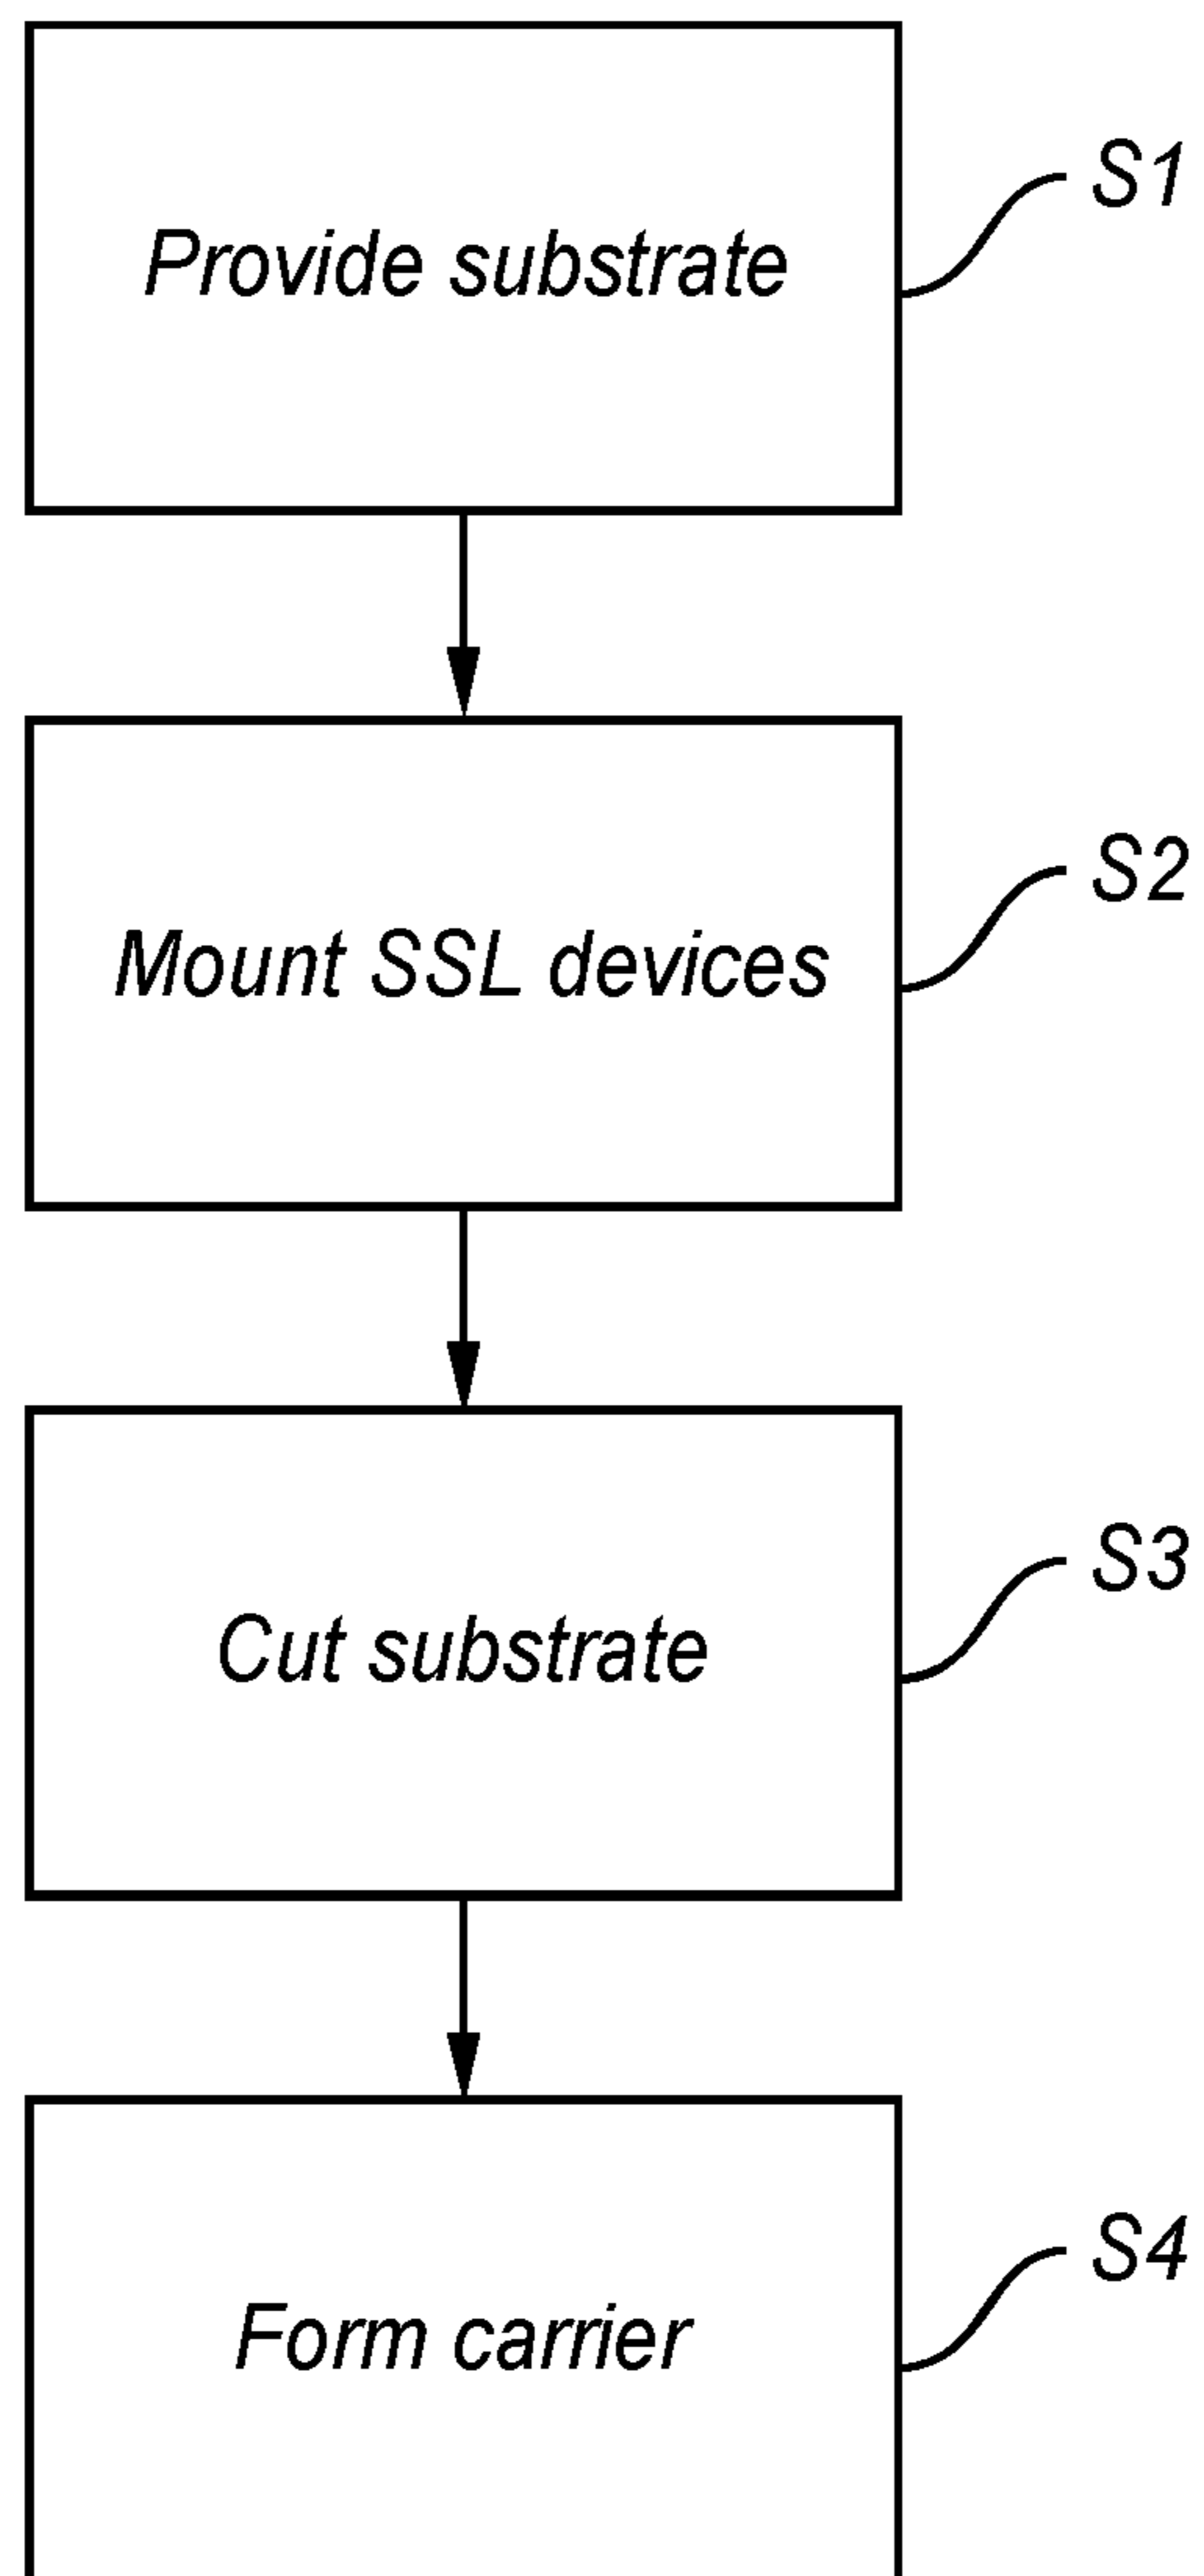 Provide substrate
S1
Mount SSL devices
S2
Cut substrate
S3
Form carrier
S4